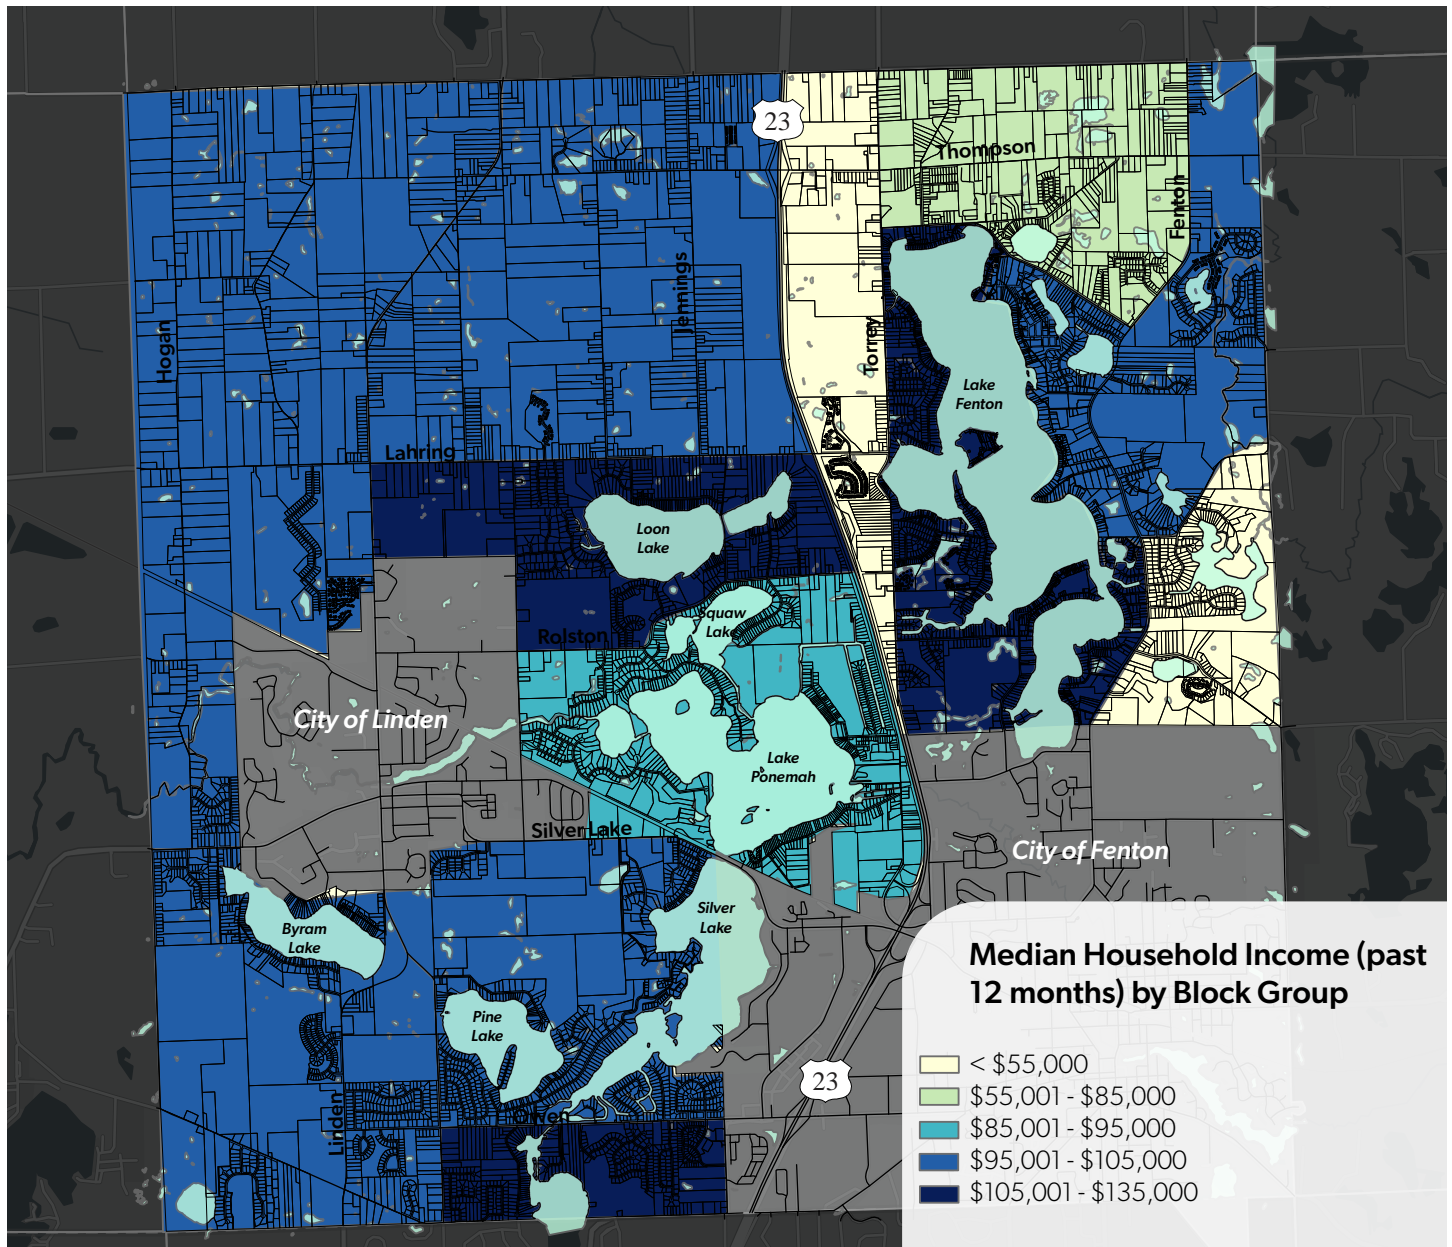 23
Thompson
Fenton
Jennings
Hogan
Torrey
Lake
Fenton
Lahring
Loon
Lake
Squaw
Lake
Ralston
City of Linden
Lake
Ponemah
Silver Lake
City of Fenton
Silver
Lake
Byram
Lake
Pine
Lake
23
Linden
Owen
Median Household Income (past
12 months) by Block Group
< $55,000
$55,001 - $85,000
$85,001 - $95,000
$95,001 - $105,000
$105,001 - $135,000